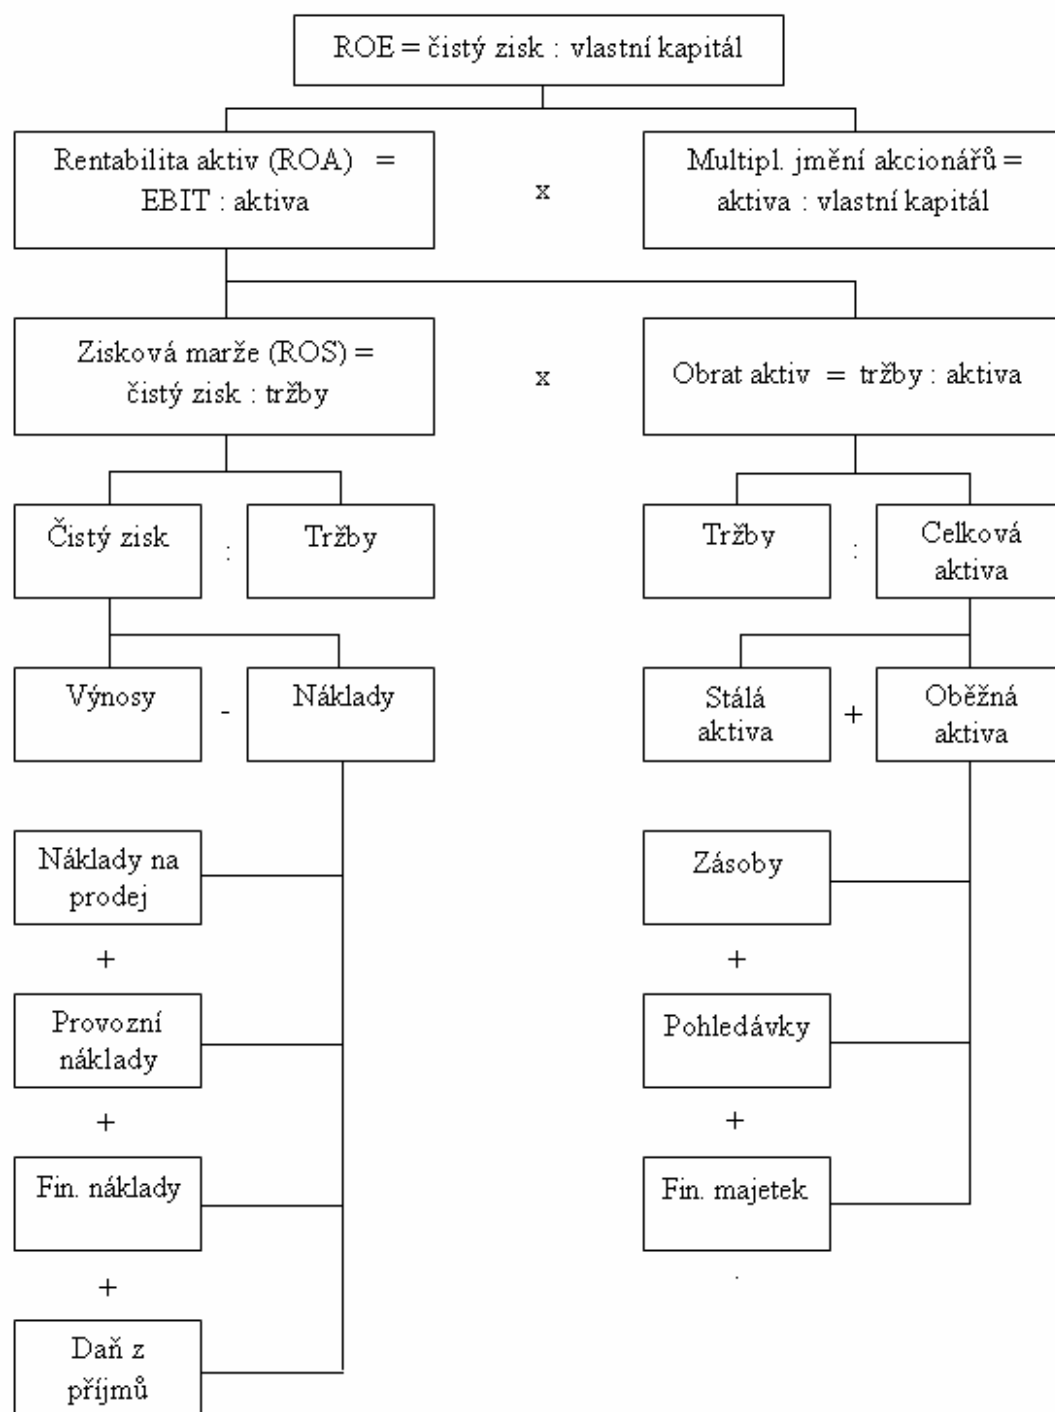 ROE = čistý zisk : vlastní kapitál
Rentabilita aktiv (ROA) =
EBIT : aktiva
x
Multipl. jmění akcionářů =
aktiva : vlastní kapitál
Zisková marže (ROS) =
čistý zisk : tržby
x
Obrat aktiv = tržby : aktiva
Čistý zisk
:
Tržby
Tržby
:
Celková
aktiva
Výnosy
-
Náklady
Stálá
aktiva
+
Oběžná
aktiva
Náklady na
prodej
+
Provozní
náklady
+
Fin. náklady
+
Daň z
příjmů
Zásoby
+
Pohledávky
+
Fin. majetek
.